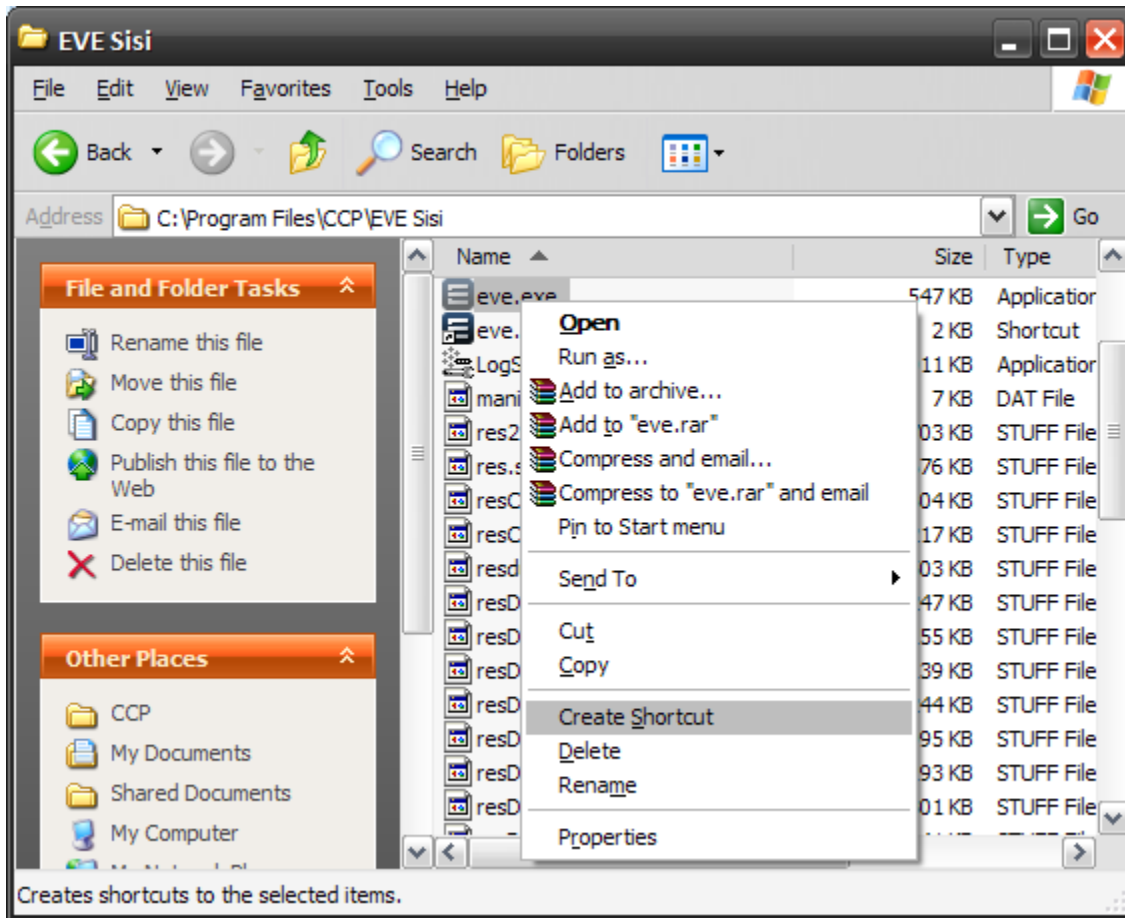 EVE Sisi
File Edit View Favorites Tools Help
Back Search Folders
Address C:\Program Files\CCP\EVE Sisi Go
File and Folder Tasks
Rename this file
Move this file
Copy this file
Publish this file to the
Web
E-mail this file
Delete this file
Other Places
CCP
My Documents
Shared Documents
My Computer
Name Size Type
eve.exe 547 KB Application
eve. 2 KB Shortcut
LogS 11 KB Application
mani 7 KB DAT File
res2 03 KB STUFF File
res.s 76 KB STUFF File
resC 04 KB STUFF File
resC 17 KB STUFF File
resd 03 KB STUFF File
resD 47 KB STUFF File
resD 55 KB STUFF File
resD 39 KB STUFF File
resD 44 KB STUFF File
resD 95 KB STUFF File
resD 93 KB STUFF File
resD 01 KB STUFF File
Open
Run as...
Add to archive...
Add to "eve.rar"
Compress and email...
Compress to "eve.rar" and email
Pin to Start menu
Send To
Cut
Copy
Create Shortcut
Delete
Rename
Properties
Creates shortcuts to the selected items.